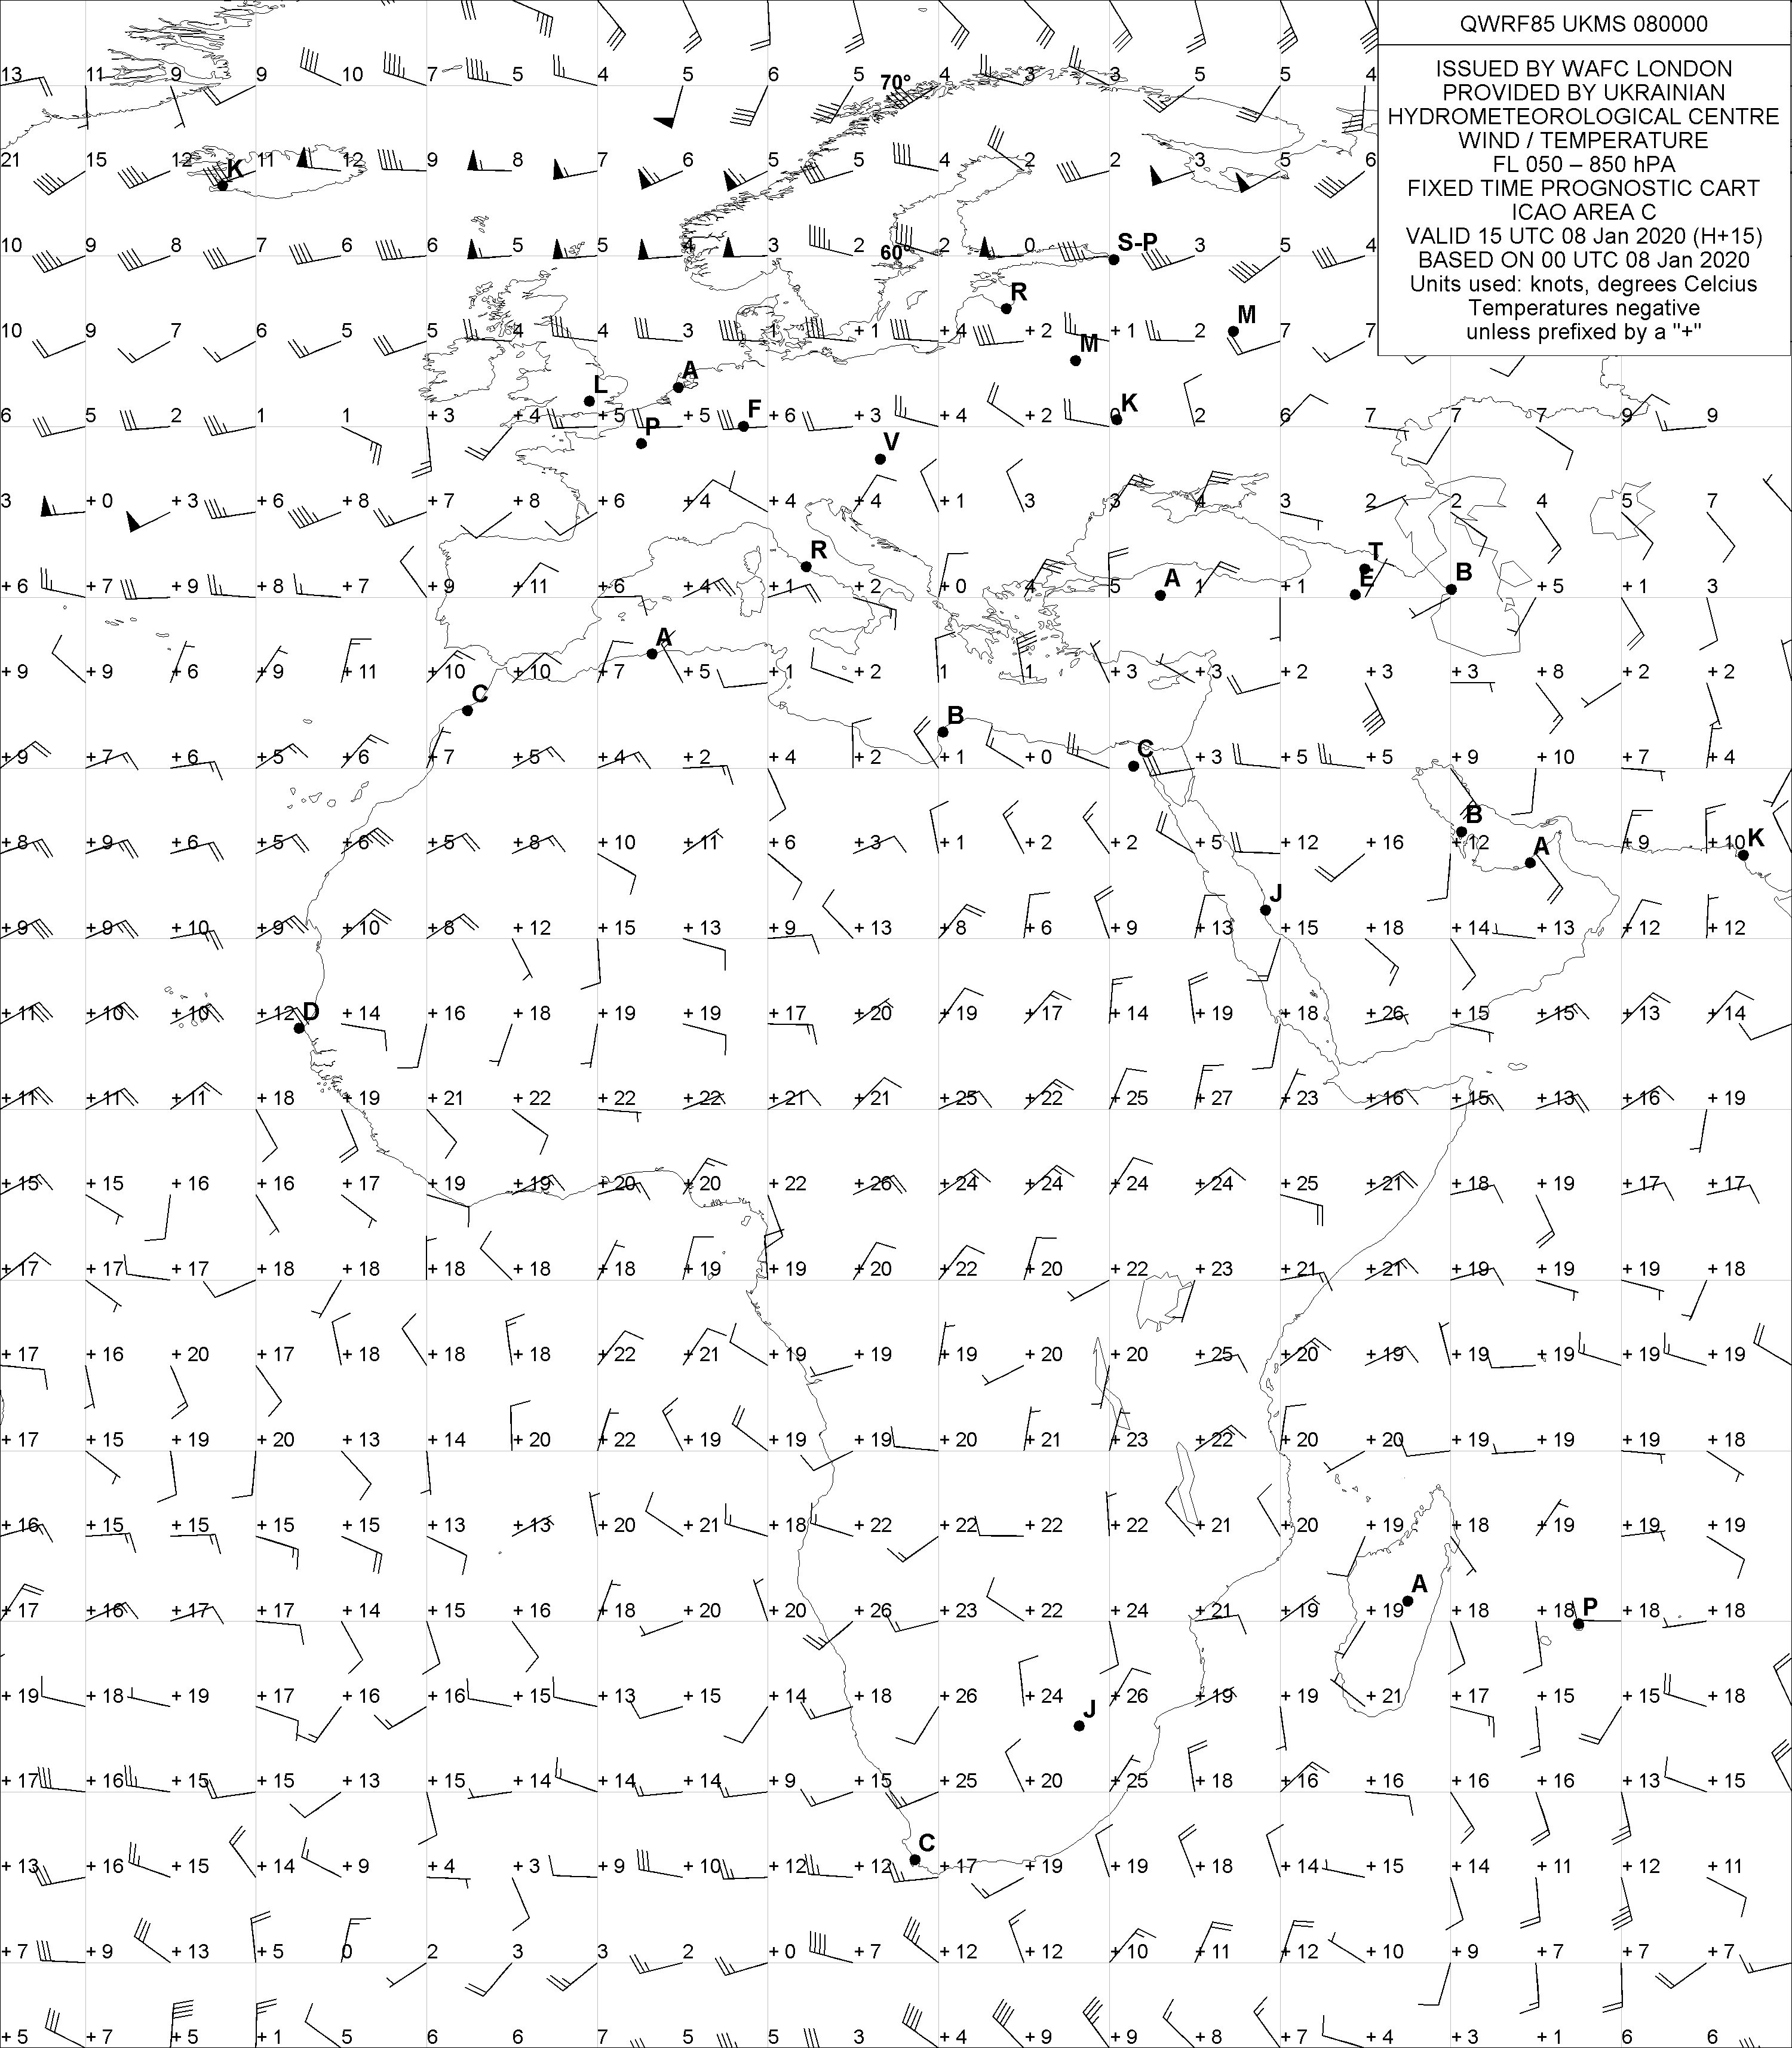 QWRF85 UKMS 080000
ISSUED BY WAFC LONDON
PROVIDED BY UKRAINIAN
HYDROMETEOROLOGICAL CENTRE
WIND / TEMPERATURE
FL 050 – 850 hPA
FIXED TIME PROGNOSTIC CART
ICAO AREA C
VALID 15 UTC 08 Jan 2020 (H+15)
BASED ON 00 UTC 08 Jan 2020
Units used: knots, degrees Celcius
Temperatures negative
unless prefixed by a "+"
13 11 9 9 10 7 5 4 5 6 5 70° 4 3 3 5 5 4
21 15 12 K 11 12 9 8 7 6 5 5 4 2 2 3 5 6
10 9 8 7 6 6 5 5 4 3 2 60° 2 0 S-P 3 5 4
R
10 9 7 6 5 5 4 4 3 1 +1 +4 +2 +1 2 M 7 7
M
A
L
6 5 2 1 1 +3 +4 +5 +5 F +6 +3 +4 +2 0 K 2 6 7 7 7 9 9
P V
3 +0 +3 +6 +8 +7 +8 +6 +4 +4 +4 +1 3 3 4 3 2 2 4 5 7
R T
+6 +7 +9 +8 +7 +9 +11 +6 +4 +1 +2 +0 4 5 A 1 +1 E B +5 +1 3
A
+9 +9 +6 +9 +11 +10 +10 +7 +5 +1 +2 1 1 +3 +3 +2 +3 +3 +8 +2 +2
C
B
+9 +7 +6 +5 +6 +7 +5 +4 +2 +4 +2 +1 +0 C +3 +5 +5 +9 +10 +7 +4
B
+8 +9 +6 +5 +6 +5 +8 +10 +11 +6 +3 +1 +2 +2 +5 +12 +16 +12 A +9 +10 K
J
+9 +9 +10 +9 +10 +8 +12 +15 +13 +9 +13 +8 +6 +9 +13 +15 +18 +14 +13 +12 +12
+11 +10 +10 +12 D +14 +16 +18 +19 +19 +17 +20 +19 +17 +14 +19 +18 +26 +15 +15 +13 +14
+11 +11 +11 +18 +19 +21 +22 +22 +22 +21 +21 +25 +22 +25 +27 +23 +16 +15 +13 +16 +19
+15 +15 +16 +16 +17 +19 +19 +20 +20 +22 +26 +24 +24 +24 +24 +25 +21 +18 +19 +17 +17
+17 +17 +17 +18 +18 +18 +18 +18 +19 +19 +20 +22 +20 +22 +23 +21 +21 +19 +19 +19 +18
+17 +16 +20 +17 +18 +18 +18 +22 +21 +19 +19 +19 +20 +20 +25 +20 +19 +19 +19 +19 +19
+17 +15 +19 +20 +13 +14 +20 +22 +19 +19 +19 +20 +21 +23 +22 +20 +20 +19 +19 +19 +18
+16 +15 +15 +15 +15 +13 +13 +20 +21 +18 +22 +22 +22 +22 +21 +20 +19 +18 +19 +19 +19
A
+17 +16 +17 +17 +14 +15 +16 +18 +20 +20 +26 +23 +22 +24 +21 +19 +19 +18 +18 P +18 +18
+19 +18 +19 +17 +16 +16 +15 +13 +15 +14 +18 +26 +24 J +26 +19 +19 +21 +17 +15 +15 +18
+17 +16 +15 +15 +13 +15 +14 +14 +14 +9 +15 +25 +20 +25 +18 +16 +16 +16 +16 +13 +15
C
+13 +16 +15 +14 +9 +4 +3 +9 +10 +12 +12 +17 +19 +19 +18 +14 +15 +14 +11 +12 +11
+7 +9 +13 +5 0 2 3 3 2 +0 +7 +12 +12 +10 +11 +12 +10 +9 +7 +7 +7
+5 +7 +5 +1 5 6 6 7 5 5 3 +4 +9 +9 +8 +7 +4 +3 +1 6 6